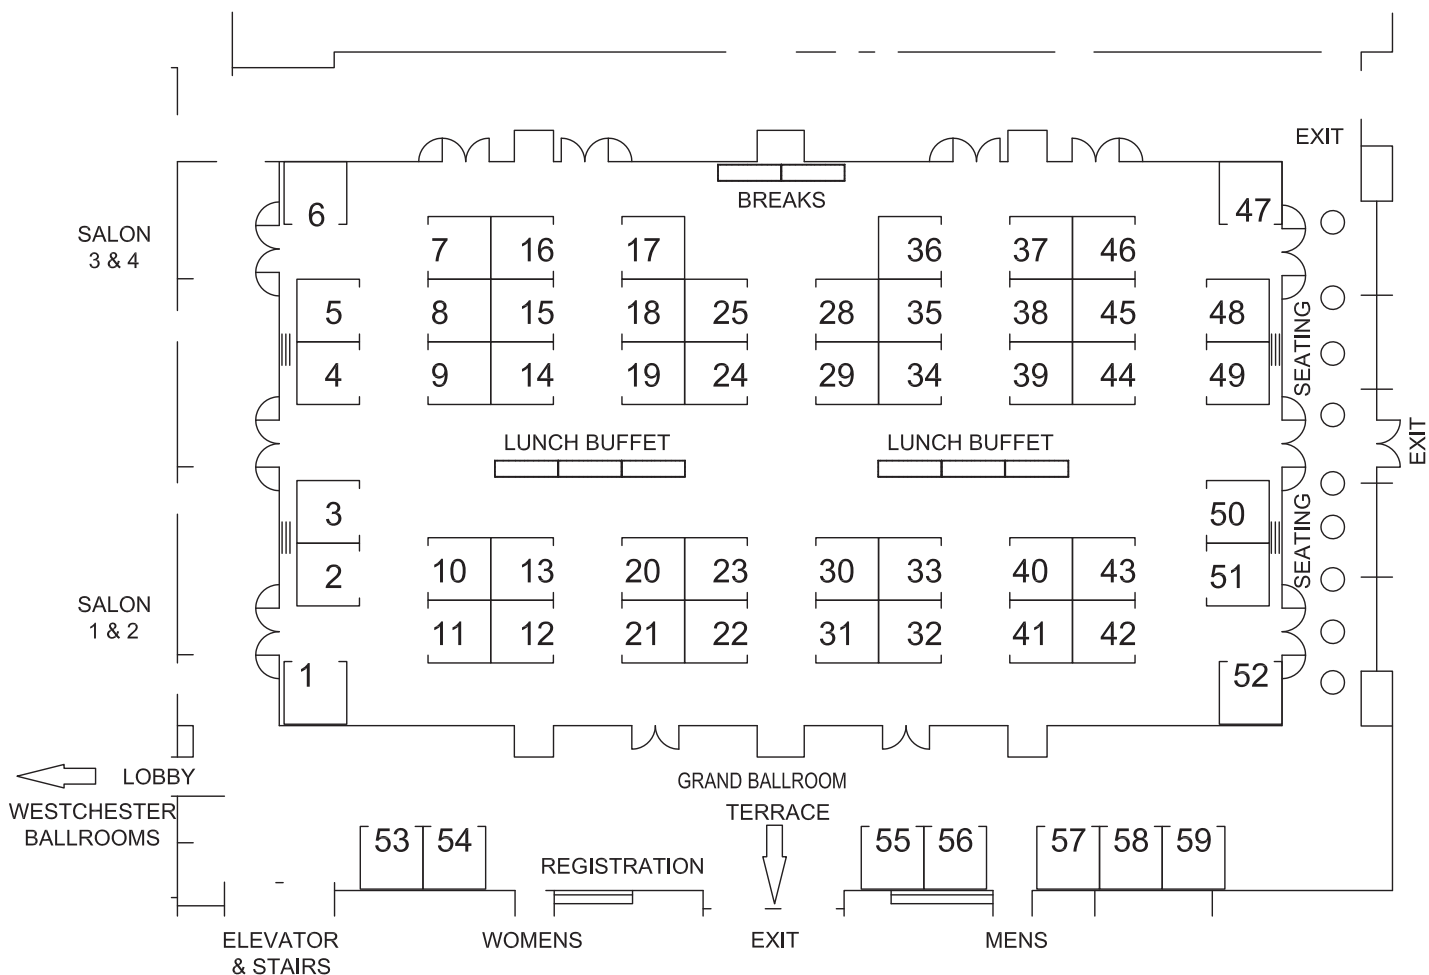 EXIT
BREAKS
6
47
SALON
3 & 4
7 16 17 36 37 46
5 8 15 18 25 28 35 38 45 48
SEATING
4 9 14 19 24 29 34 39 44 49
LUNCH BUFFET
LUNCH BUFFET
EXIT
3 50
SEATING
2 10 13 20 23 30 33 40 43 51
SALON
1 & 2
11 12 21 22 31 32 41 42
1 52
LOBBY
WESTCHESTER
BALLROOMS
GRAND BALLROOM
TERRACE
53 54 55 56 57 58 59
REGISTRATION
ELEVATOR
& STAIRS
WOMENS
EXIT
MENS